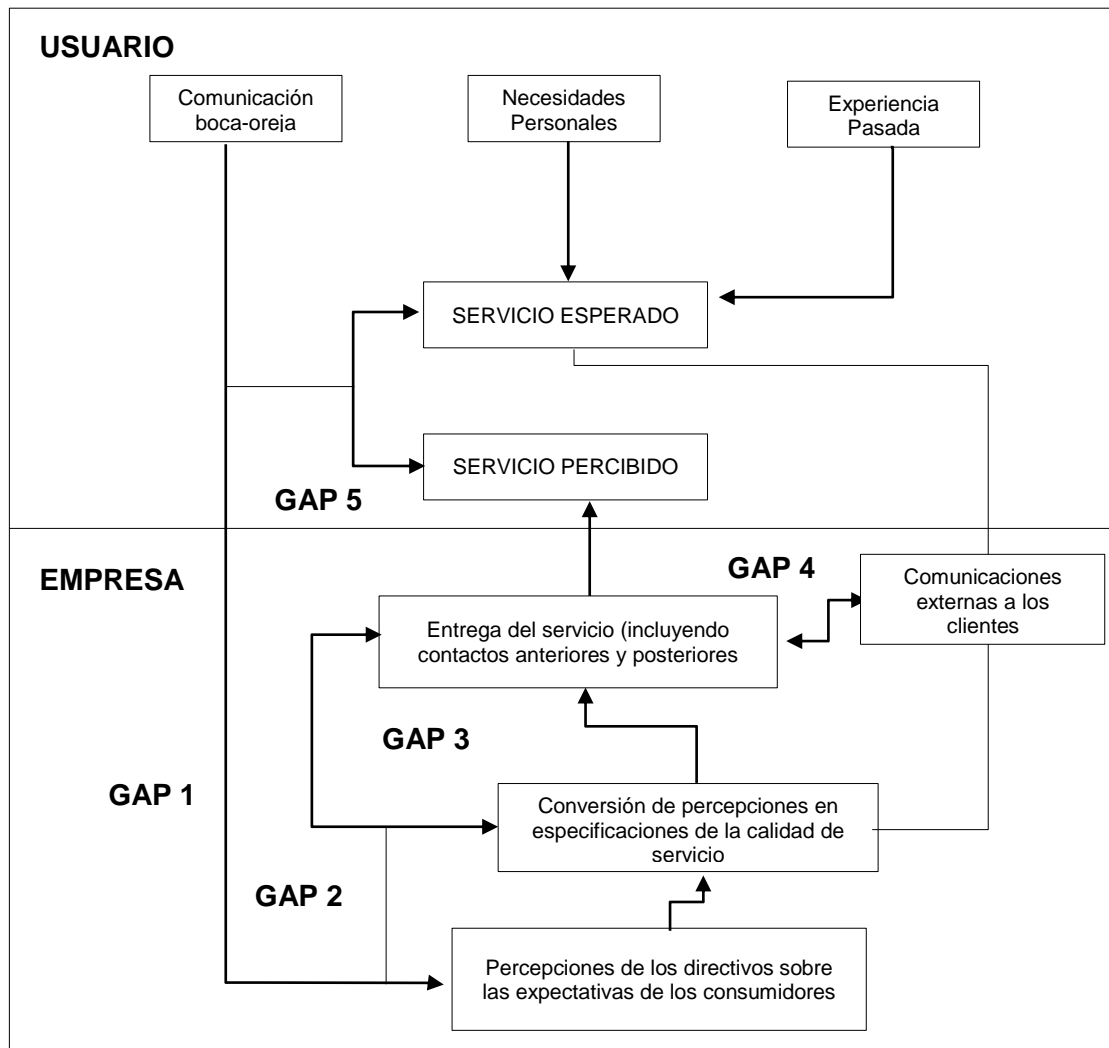 USUARIO
Comunicación
boca-oreja
Necesidades
Personales
Experiencia
Pasada
SERVICIO ESPERADO
SERVICIO PERCIBIDO
GAP 5
EMPRESA
GAP 4
Comunicaciones
externas a los
clientes
Entrega del servicio (incluyendo
contactos anteriores y posteriores
GAP 3
GAP 1
Conversión de percepciones en
especificaciones de la calidad de
servicio
GAP 2
Percepciones de los directivos sobre
las expectativas de los consumidores